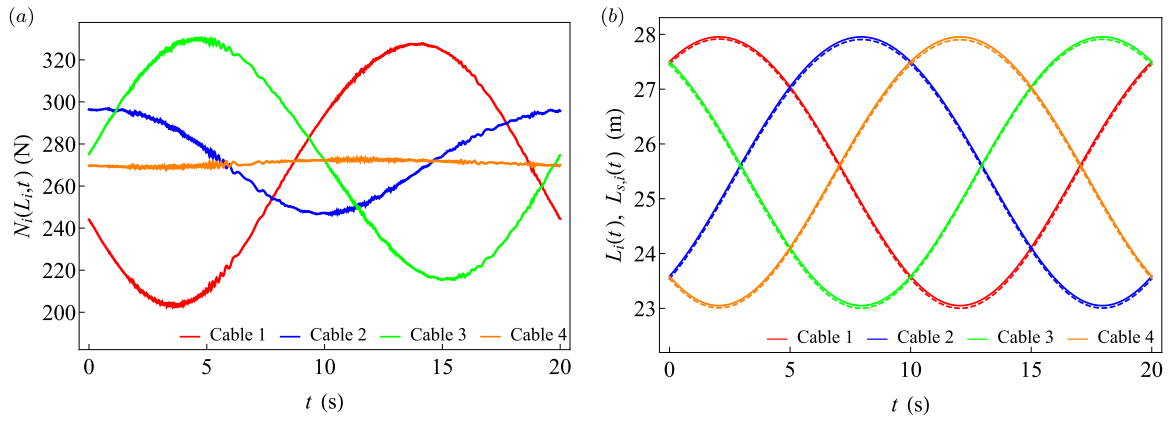 (a)
N_i(L_i,t) (N)
320
300
280
260
240
220
200
Cable 1 Cable 2 Cable 3 Cable 4
0 5 10 15 20
t (s)
(b)
L_i(t), L_{s,i}(t) (m)
28
27
26
25
24
23
Cable 1 Cable 2 Cable 3 Cable 4
0 5 10 15 20
t (s)